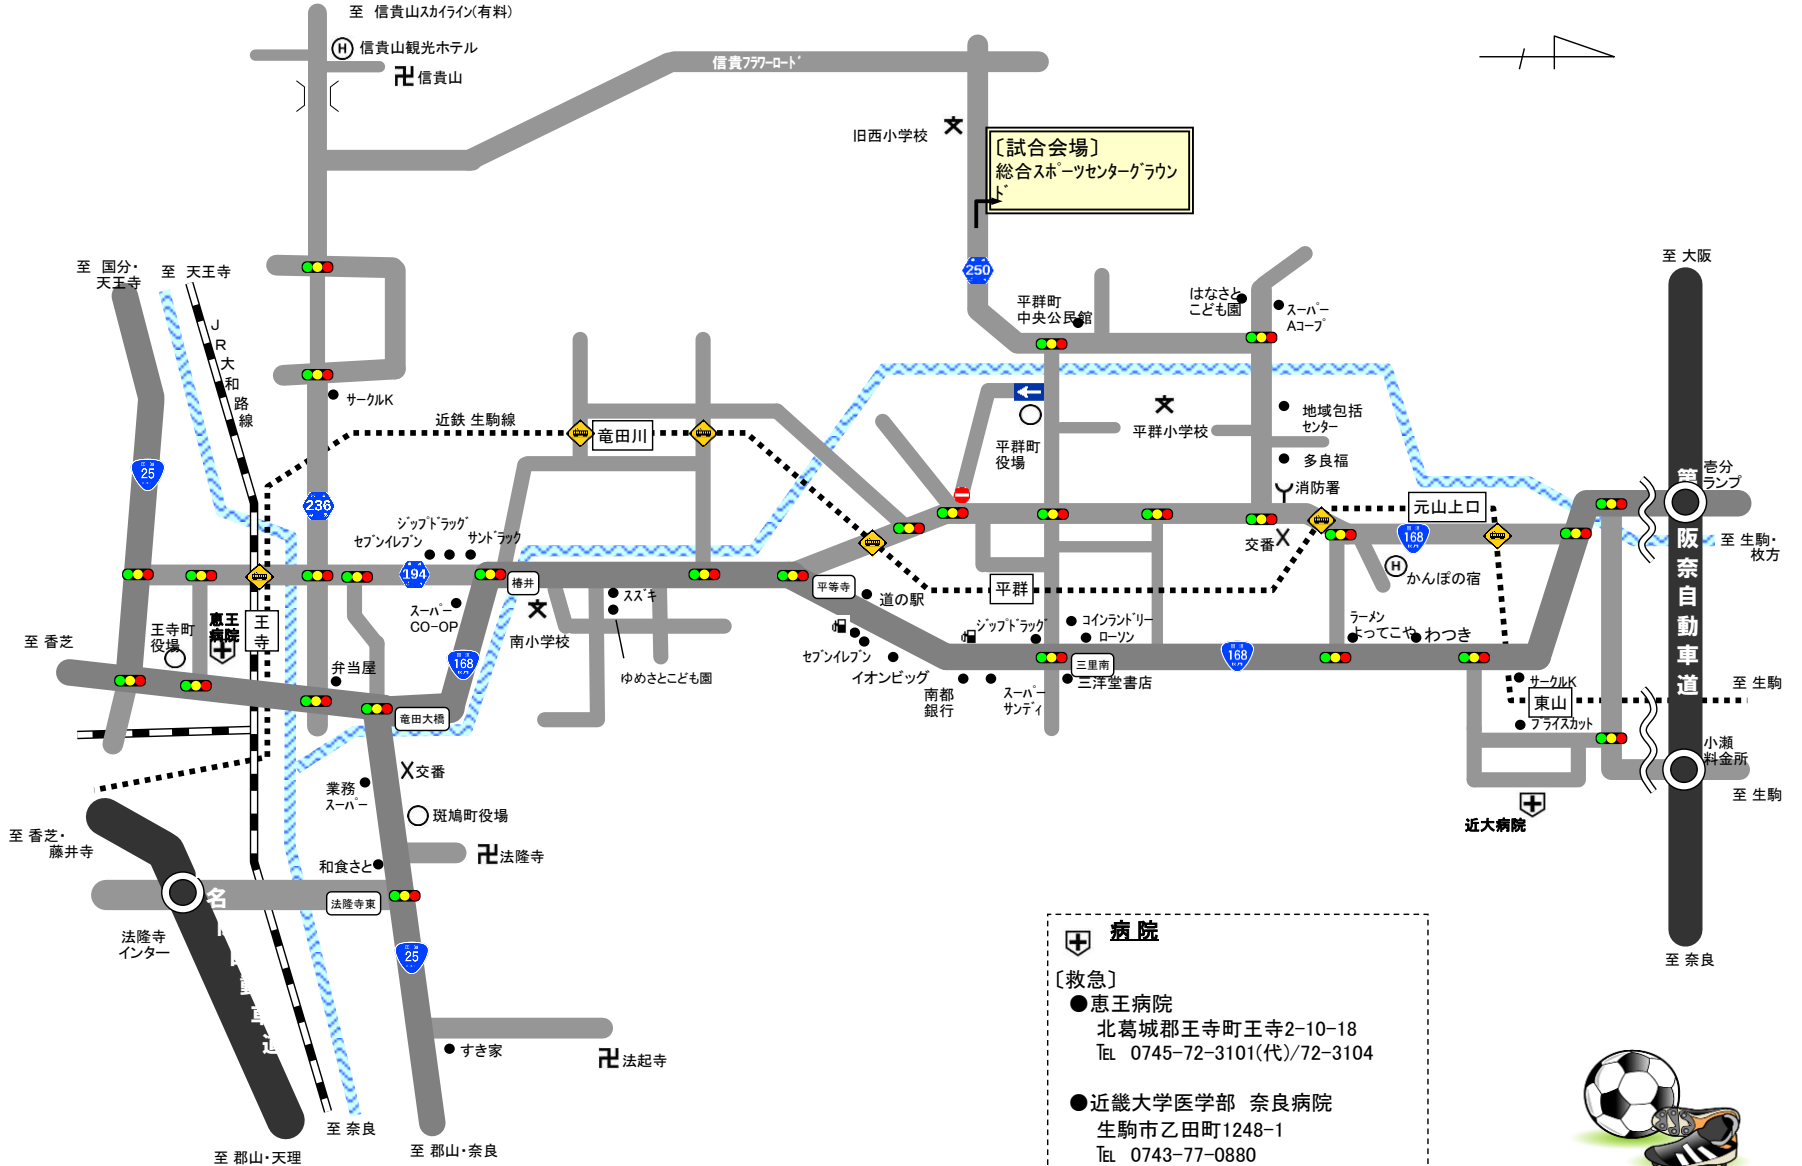 至 信貴山スカイライン(有料)
H 信貴山観光ホテル
卍 信貴山
信貴フラワーロード
旧西小学校
〔試合会場〕
総合スポーツセンターグラウン
ド
250
至 国分・
天王寺
至 天王寺
JR大和路線
25
サークルK
近鉄 生駒線
竜田川
236
平群町
中央公民館
はなさと
こども園
スーパー
Aコープ
至 大阪
平群町
役場
平群小学校
地域包括
センター
多良福
消防署
交番
元山上口
168
壱分
ランプ
第
阪奈自動車道
至 生駒・
枚方
H
かんぽの宿
ジップドラッグ
セブンイレブン
サンドラック
194
椿井
スーパー
CO-OP
南小学校
スズキ
ゆめさとこども園
平等寺
道の駅
平群
セブンイレブン
イオンビッグ
ジップドラッグ
コインランドリー
ローソン
三里南
三洋堂書店
南都
銀行
スーパー
サンディ
168
ラーメン
よってこや
わつき
サークルK
東山
プライスカット
至 生駒
小瀬
料金所
至 生駒
近大病院
至 奈良
至 香芝
王寺町
役場
恵王
病院
王寺
弁当屋
168
竜田大橋
交番
業務
スーパー
斑鳩町役場
卍 法隆寺
和食さと
法隆寺東
至 香芝・
藤井寺
法隆寺
インター
名
25
すき家
卍 法起寺
至 奈良
至 郡山・天理
至 郡山・奈良
病 院
〔救急〕
●恵王病院
北葛城郡王寺町王寺2-10-18
℡ 0745-72-3101(代)/72-3104
●近畿大学医学部 奈良病院
生駒市乙田町1248-1
℡ 0743-77-0880